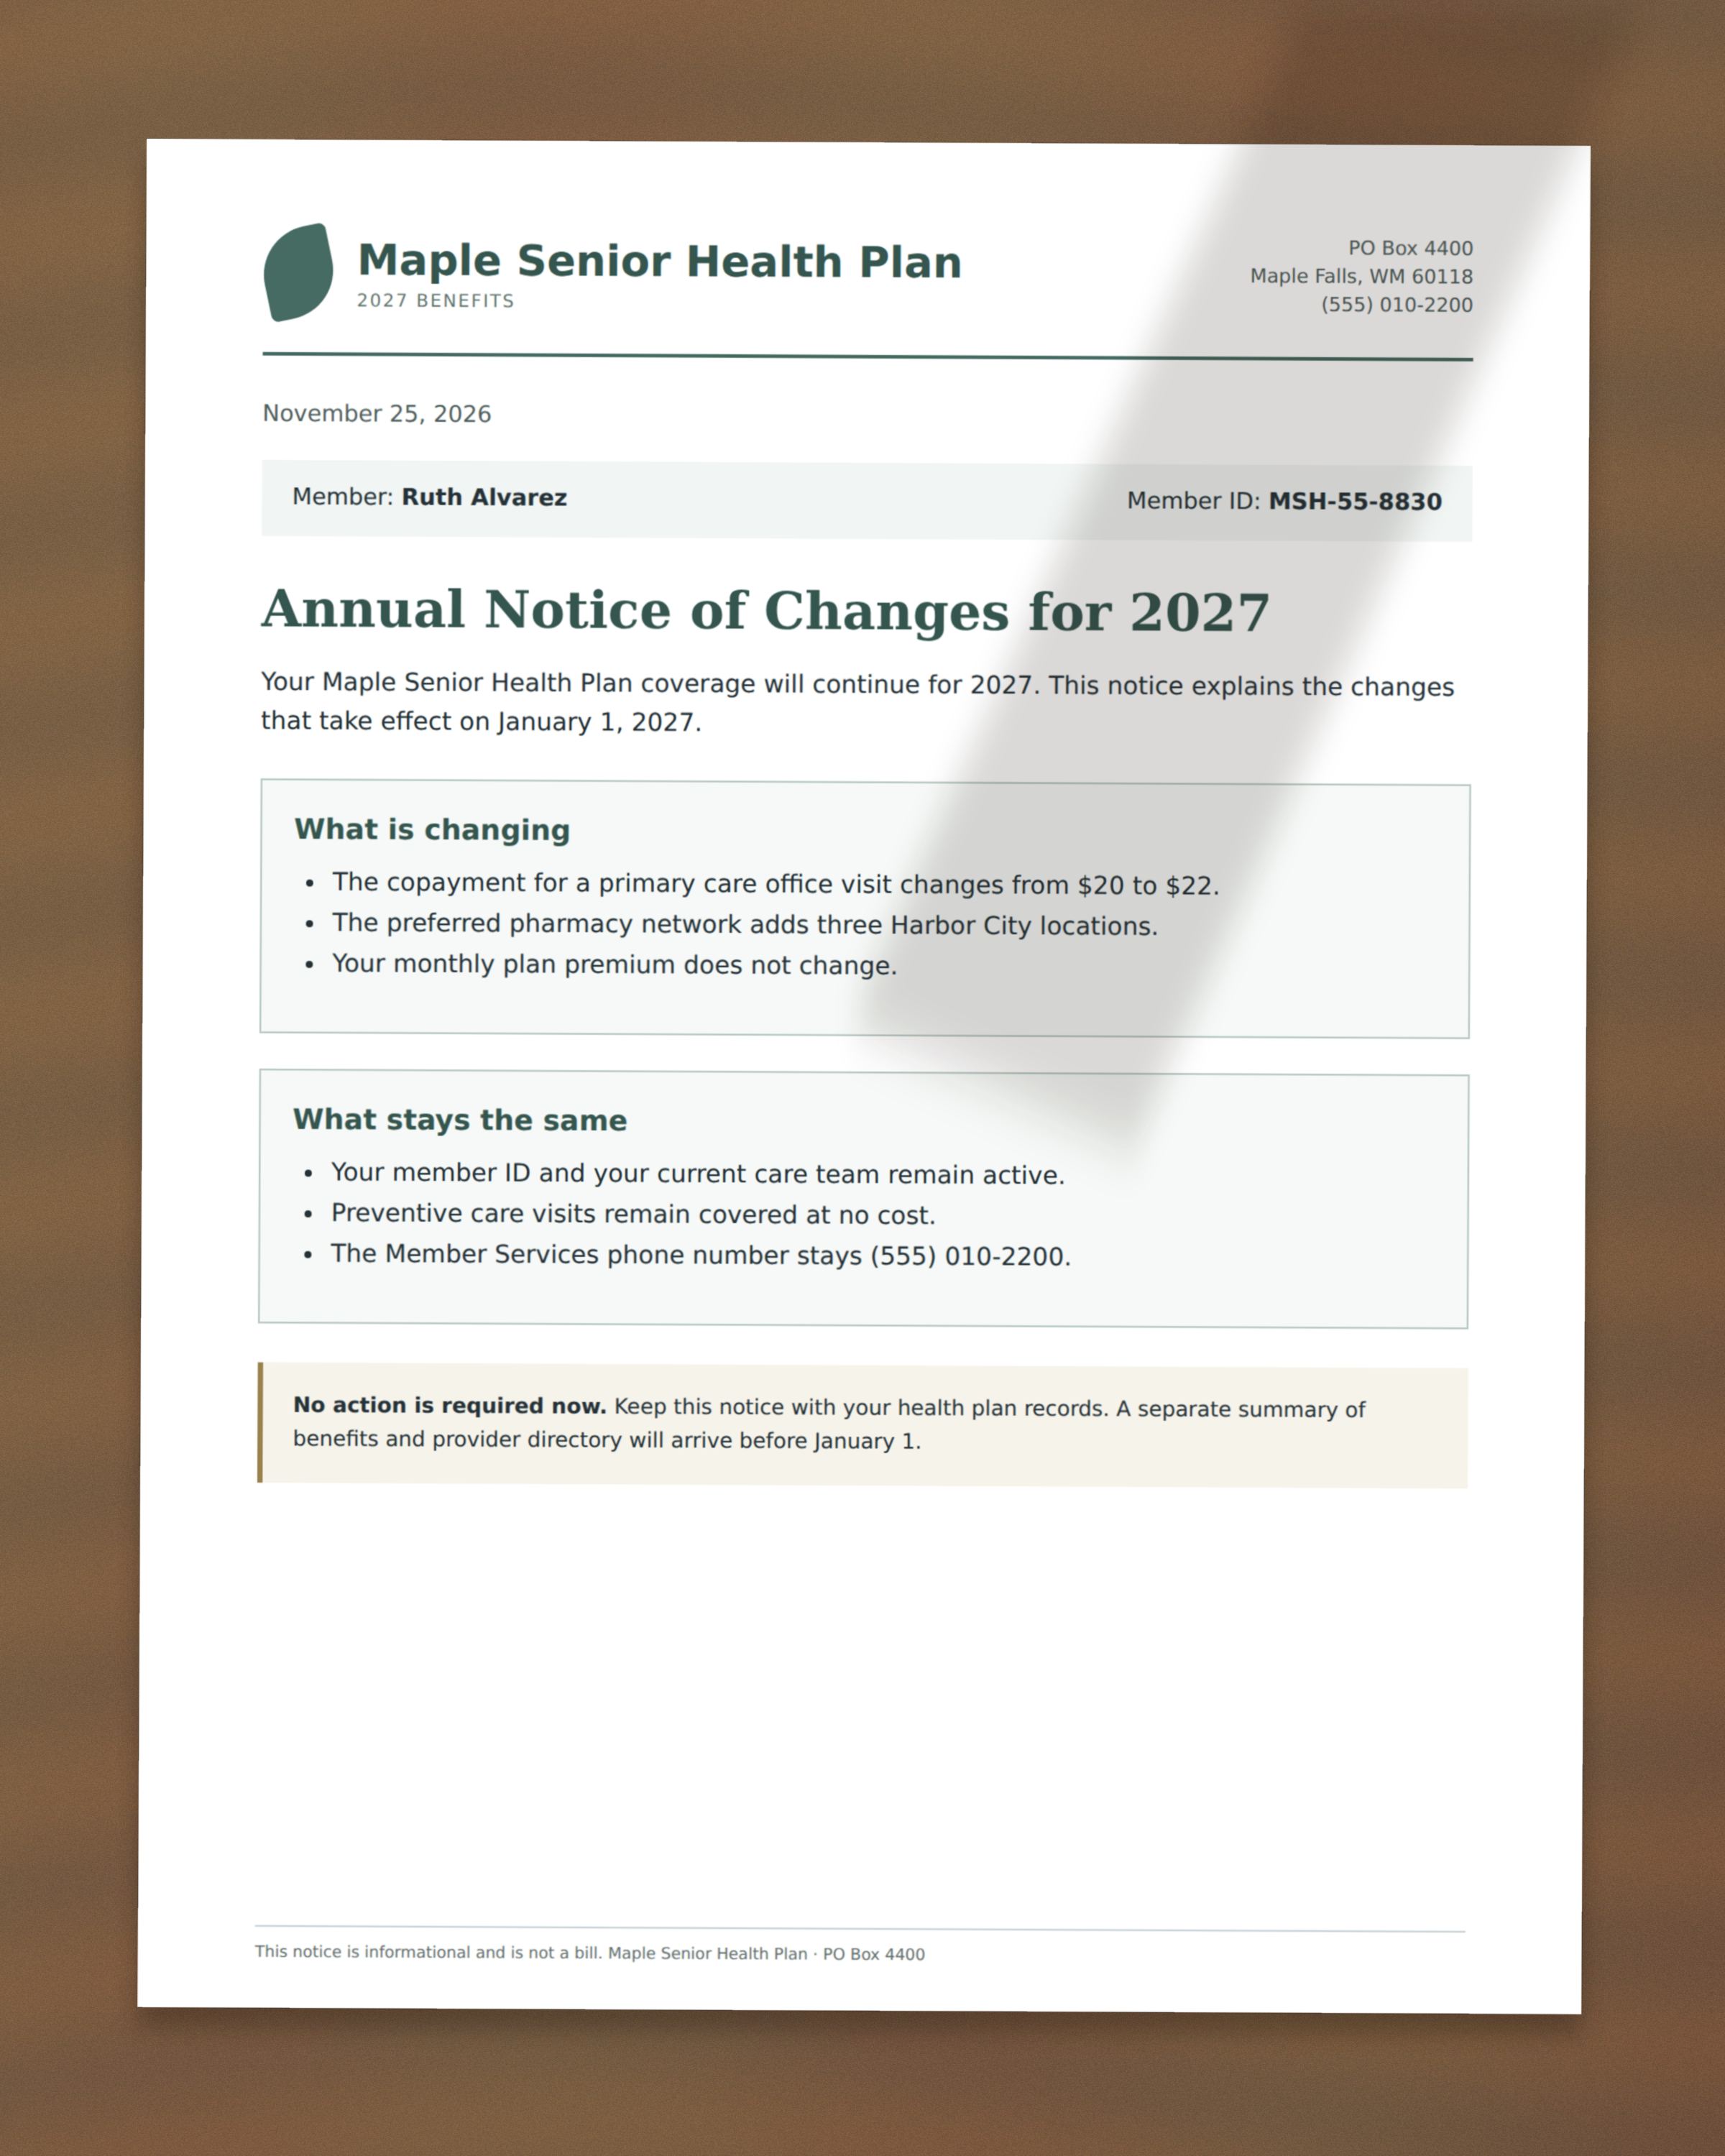 Maple Senior Health Plan
2027 BENEFITS
PO Box 4400
Maple Falls, WM 60118
(555) 010-2200
November 25, 2026
Member: Ruth Alvarez
Member ID: MSH-55-8830
Annual Notice of Changes for 2027
Your Maple Senior Health Plan coverage will continue for 2027. This notice explains the changes
that take effect on January 1, 2027.
What is changing
• The copayment for a primary care office visit changes from $20 to $22.
• The preferred pharmacy network adds three Harbor City locations.
• Your monthly plan premium does not change.
What stays the same
• Your member ID and your current care team remain active.
• Preventive care visits remain covered at no cost.
• The Member Services phone number stays (555) 010-2200.
No action is required now. Keep this notice with your health plan records. A separate summary of
benefits and provider directory will arrive before January 1.
This notice is informational and is not a bill. Maple Senior Health Plan · PO Box 4400